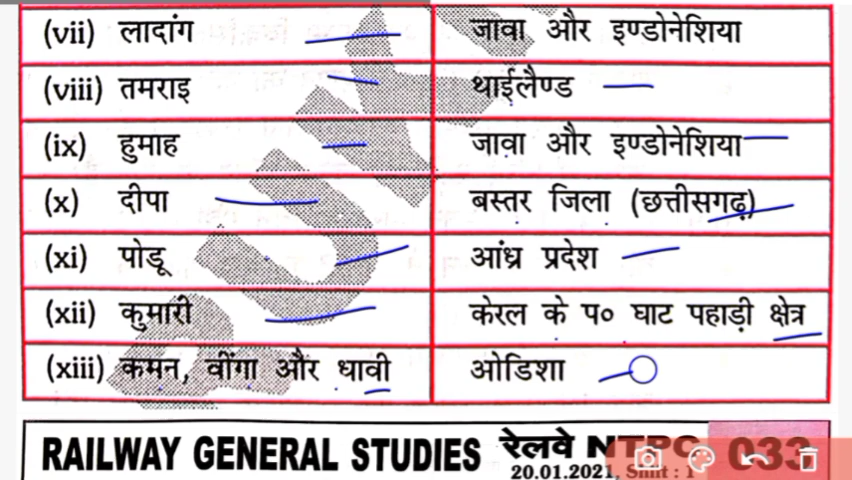 (vii) लादांग जावा और इण्डोनेशिया
(viii) तमराइ थाईलैण्ड
(ix) हुमाह जावा और इण्डोनेशिया
(x) दीपा बस्तर जिला (छत्तीसगढ़)
(xi) पोडू आंध्र प्रदेश
(xii) कुमारी केरल के प० घाट पहाड़ी क्षेत्र
(xiii) कमन, वींगा और धावी ओडिशा
RAILWAY GENERAL STUDIES रेलवे NTPC 033
20.01.2021, Shift : 1